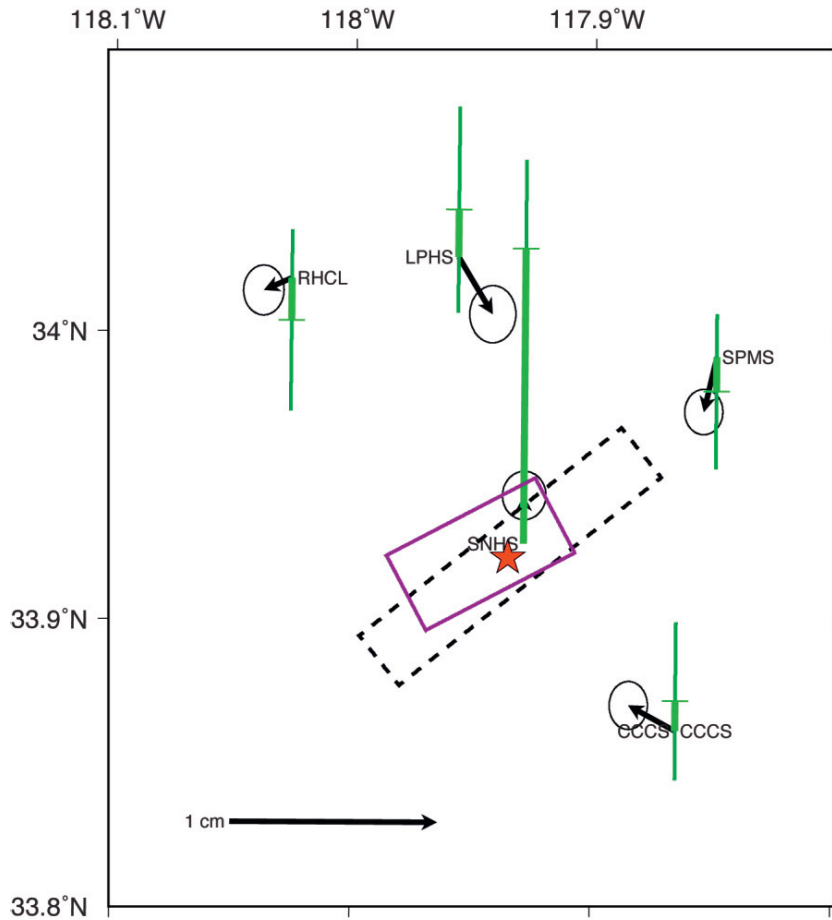 118.1°W 118°W 117.9°W
LPHS
RHCL
34°N
SPMS
SNHS
33.9°N
CCCS CCCS
1 cm
33.8°N